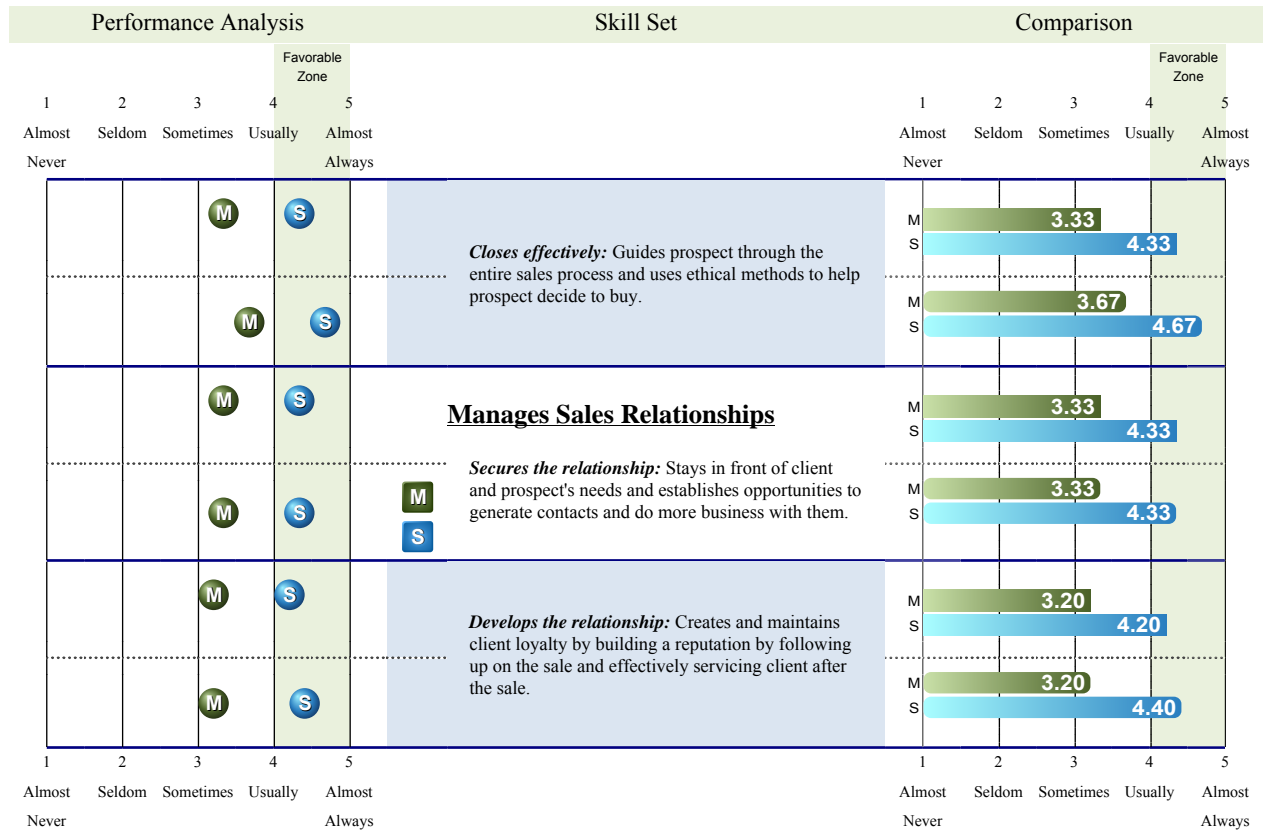 Performance Analysis Skill Set Comparison
Favorable Favorable
Zone Zone
1 2 3 4 5 1 2 3 4 5
Almost Seldom Sometimes Usually Almost Almost Seldom Sometimes Usually Almost
Never Always Never Always
M S
M 3.33
S 4.33
Closes effectively: Guides prospect through the
entire sales process and uses ethical methods to help
prospect decide to buy.
M S
M 3.67
S 4.67
M S
M 3.33
S 4.33
Manages Sales Relationships
Secures the relationship: Stays in front of client
and prospect's needs and establishes opportunities to
generate contacts and do more business with them.
M
S
M S
M 3.33
S 4.33
M S
M 3.20
S 4.20
Develops the relationship: Creates and maintains
client loyalty by building a reputation by following
up on the sale and effectively servicing client after
the sale.
M S
M 3.20
S 4.40
1 2 3 4 5 1 2 3 4 5
Almost Seldom Sometimes Usually Almost Almost Seldom Sometimes Usually Almost
Never Always Never Always